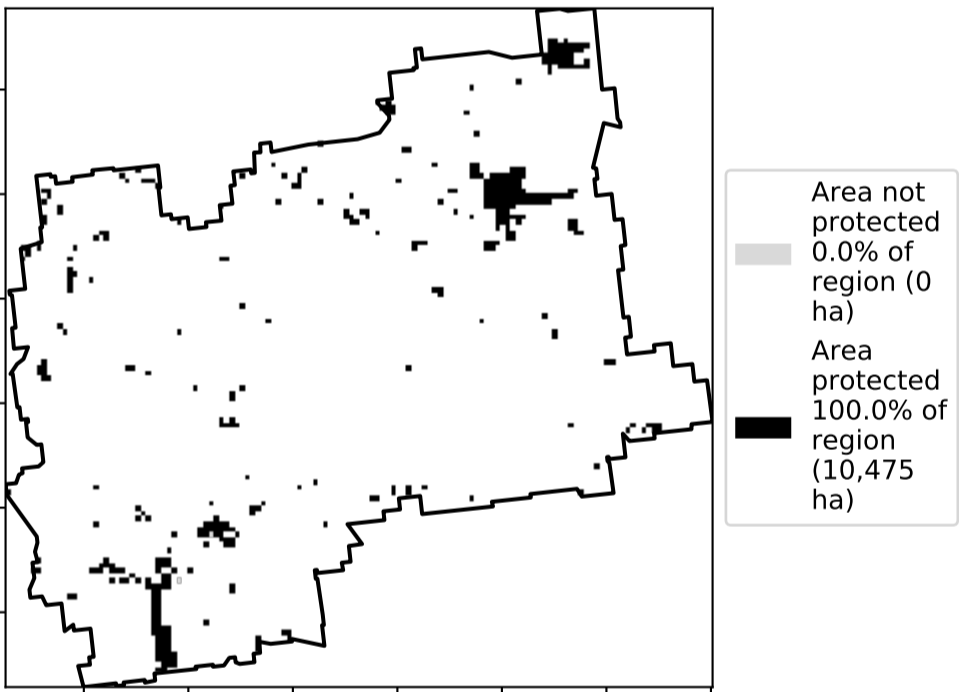 Area not
protected
0.0% of
region (0
ha)
Area
protected
100.0% of
region
(10,475
ha)